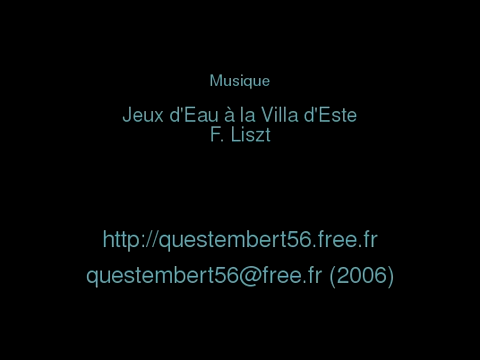 Musique
Jeux d'Eau à la Villa d'Este
F. Liszt
http://questembert56.free.fr
questembert56@free.fr (2006)